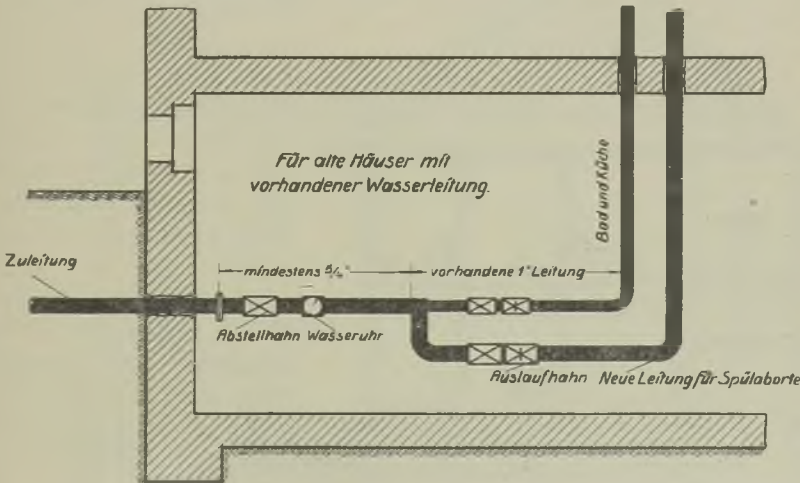 Für alte Häuser mit
vorhandener Wasserleitung.
Bad und Küche
Zuleitung
mindestens 5/4"
vorhandene 1" Leitung
Abstellhahn Wasseruhr
Auslaufhahn Neue Leitung für Spülaborte